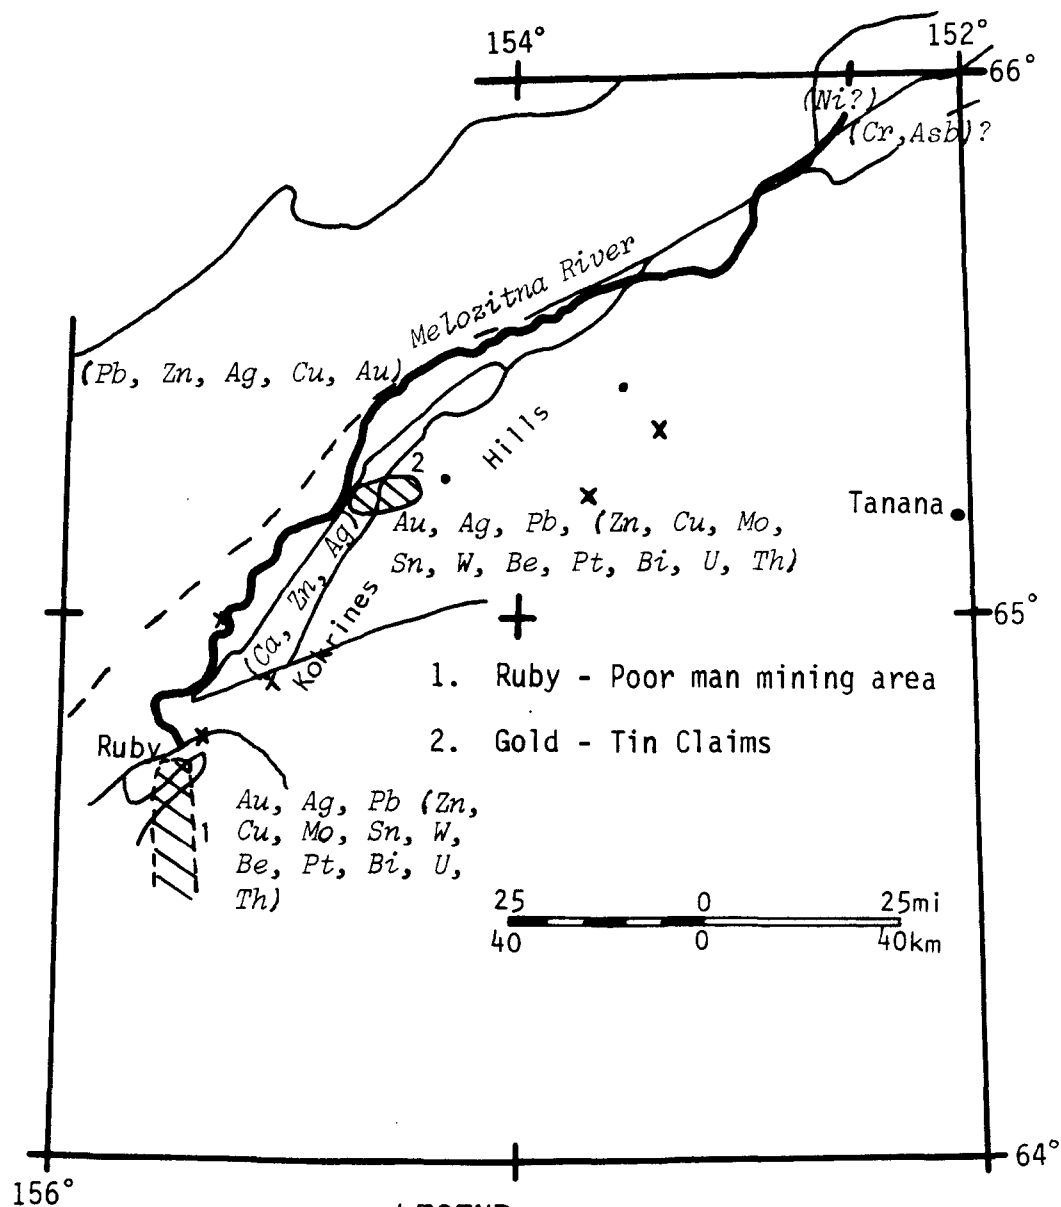 154°
152°
66°
(Ni?)
(Cr,Asb)?
Melozitna River
(Pb, Zn, Ag, Cu, Au)
Hills
2
Tanana
Au, Ag, Pb, (Zn, Cu, Mo,
Sn, W, Be, Pt, Bi, U, Th)
(Ca, Zn, Ag)
Kokrines
65°
1. Ruby - Poor man mining area
2. Gold - Tin Claims
Ruby
1
Au, Ag, Pb (Zn,
Cu, Mo, Sn, W,
Be, Pt, Bi, U,
Th)
25 0 25mi
40 0 40km
64°
156°